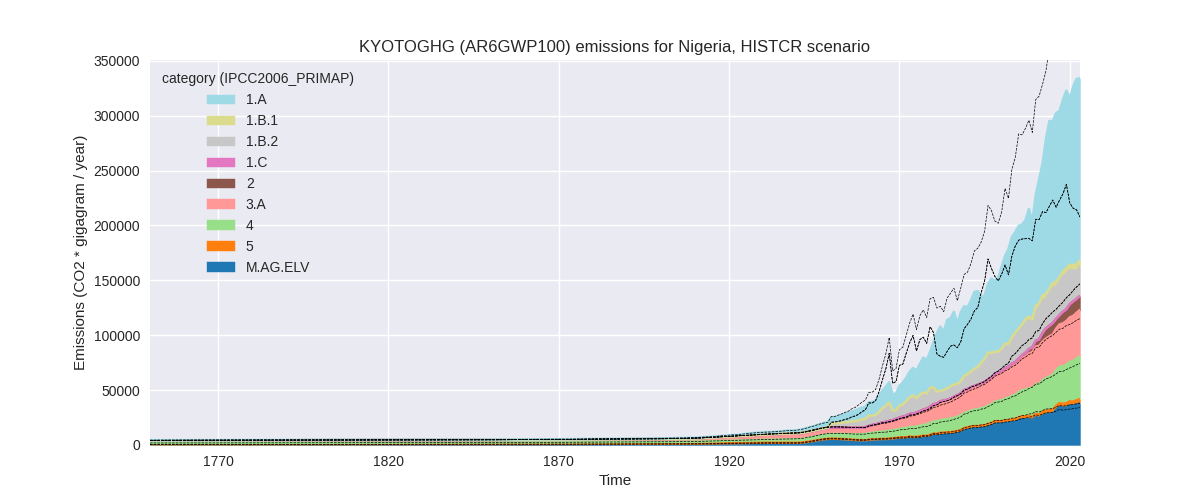 KYOTOGHG (AR6GWP100) emissions for Nigeria, HISTCR scenario
Emissions (CO2 * gigagram / year)
350000
300000
250000
200000
150000
100000
50000
0
category (IPCC2006_PRIMAP)
1.A
1.B.1
1.B.2
1.C
2
3.A
4
5
M.AG.ELV
1770 1820 1870 1920 1970 2020
Time